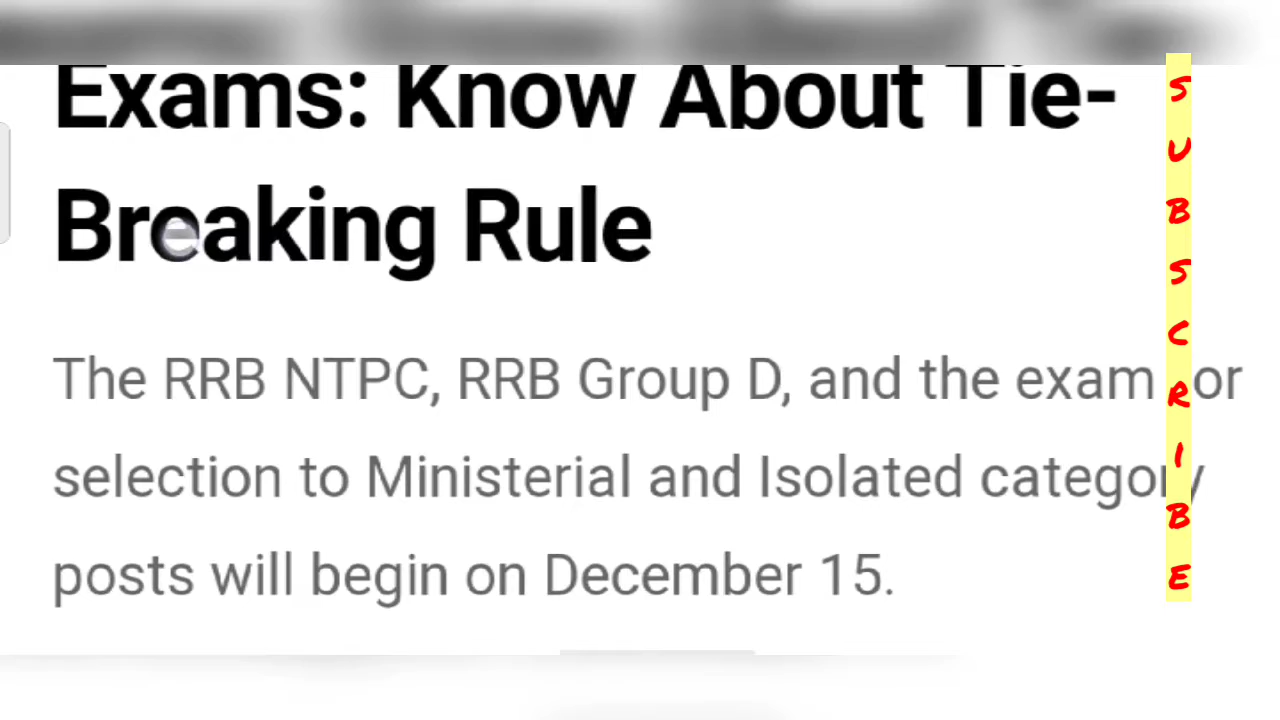 Exams: Know About Tie-
Breaking Rule
The RRB NTPC, RRB Group D, and the exam or
selection to Ministerial and Isolated category
posts will begin on December 15.
SUBSCRIBE